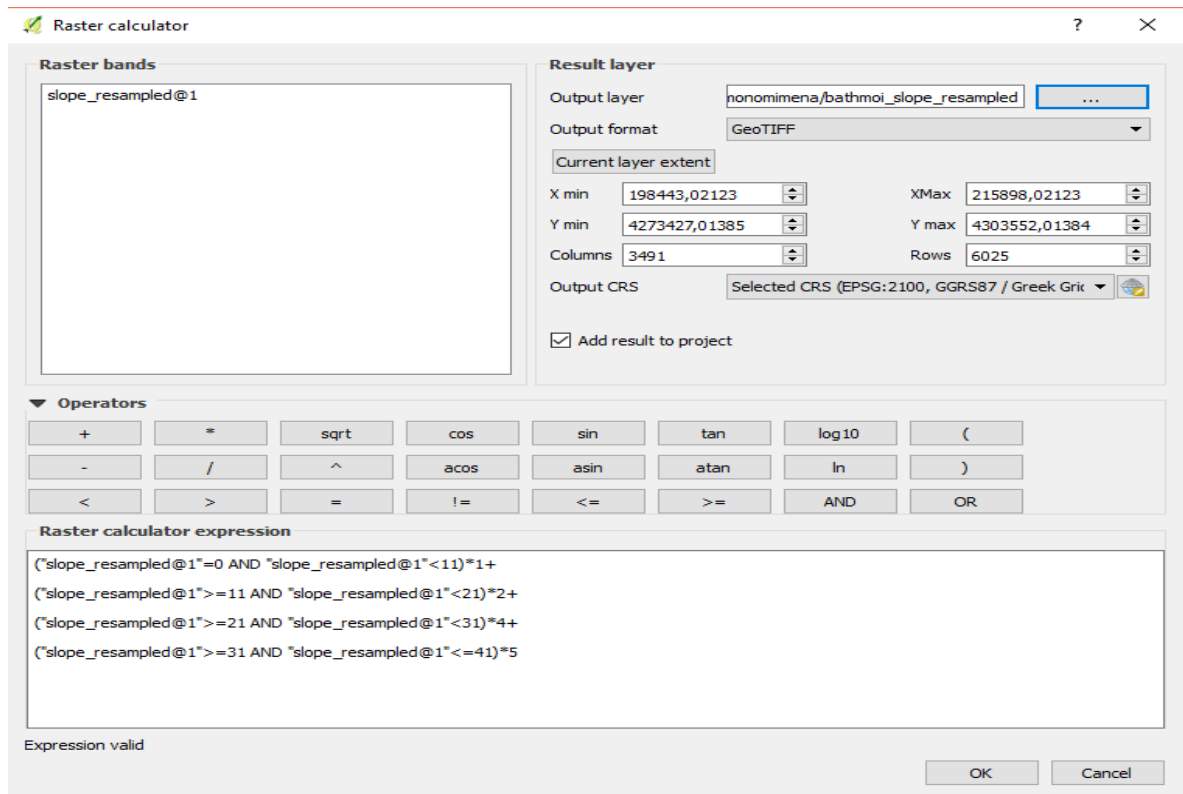 Raster calculator ?
Raster bands
slope_resampled@1
Result layer
Output layer nonomimena/bathmoi_slope_resampled ...
Output format GeoTIFF
Current layer extent
X min 198443,02123 XMax 215898,02123
Y min 4273427,01385 Y max 4303552,01384
Columns 3491 Rows 6025
Output CRS Selected CRS (EPSG:2100, GGRS87 / Greek Gric
Add result to project
Operators
+ * sqrt cos sin tan log10 (
- / ^ acos asin atan ln )
< > = != <= >= AND OR
Raster calculator expression
("slope_resampled@1"=0 AND "slope_resampled@1"<11)*1+
("slope_resampled@1">=11 AND "slope_resampled@1"<21)*2+
("slope_resampled@1">=21 AND "slope_resampled@1"<31)*4+
("slope_resampled@1">=31 AND "slope_resampled@1"<=41)*5
Expression valid
OK Cancel